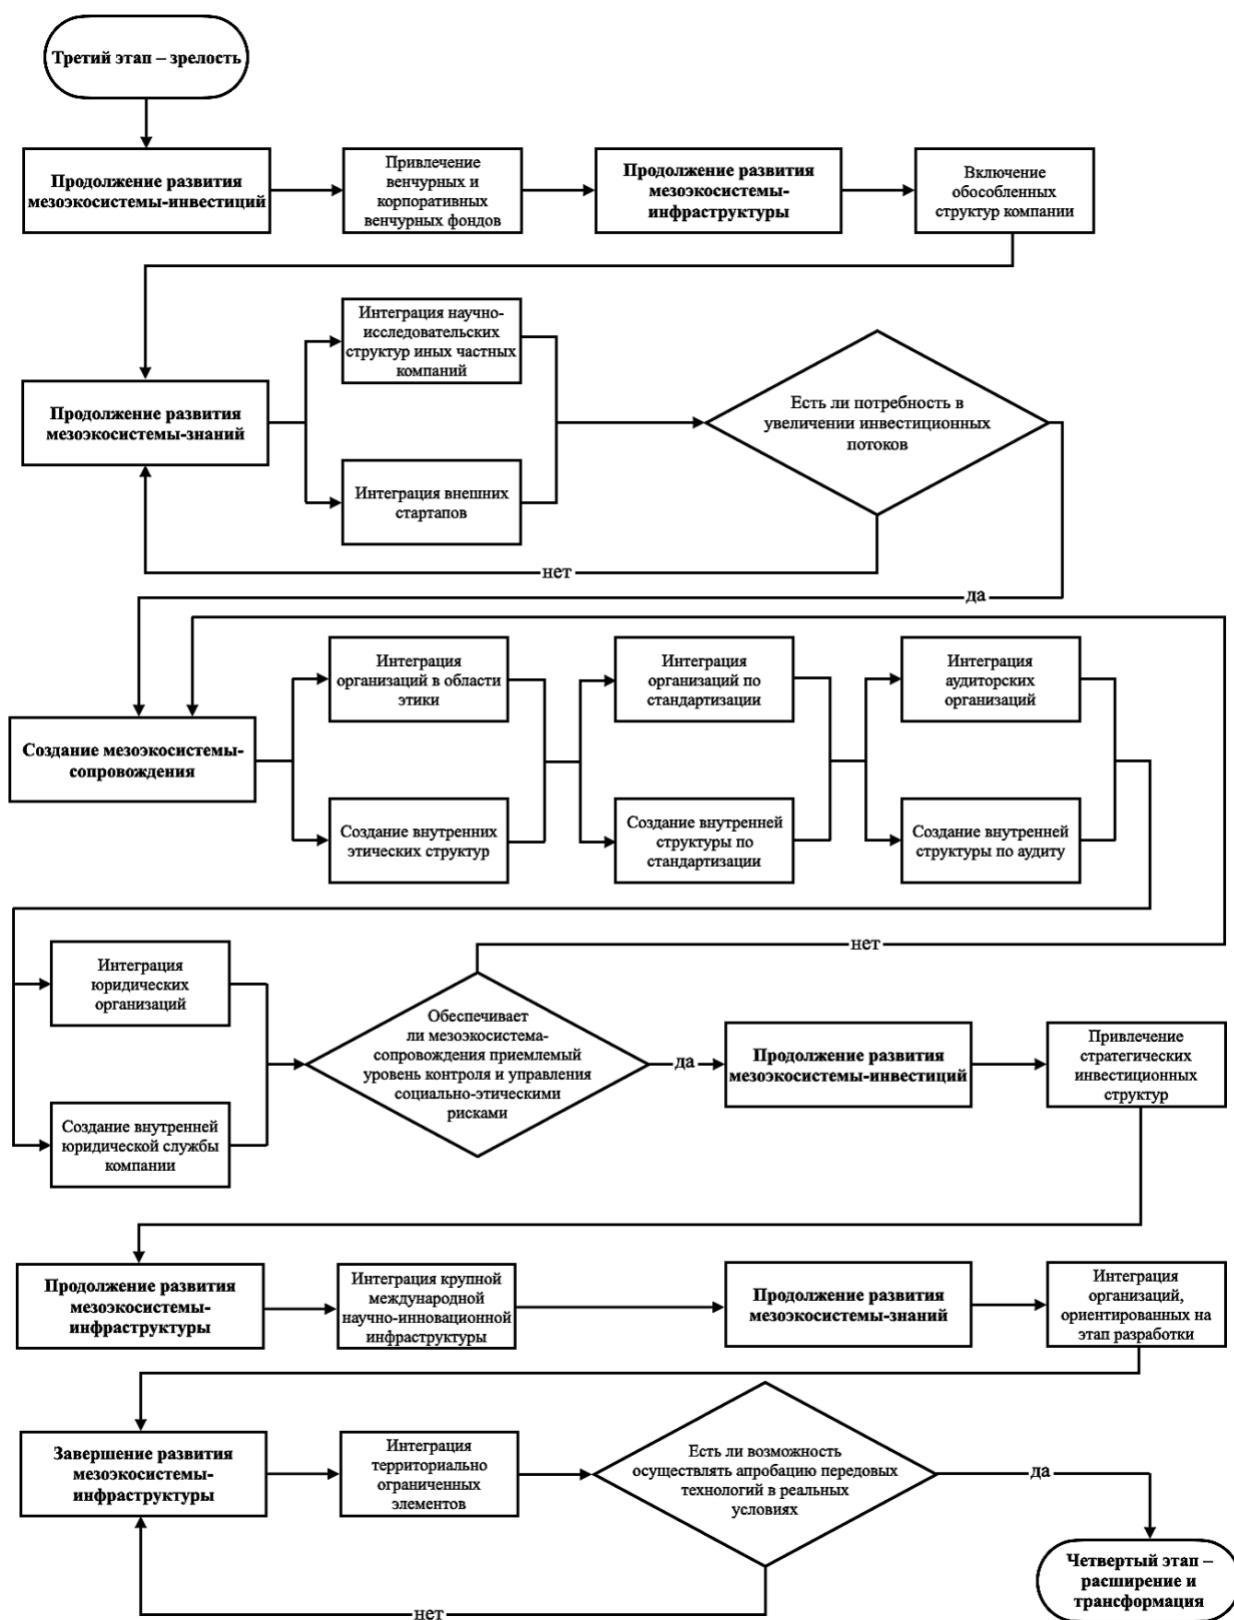 Третий этап – зрелость
Продолжение развития
мезоэкосистемы-инвестиций
Привлечение
венчурных и
корпоративных
венчурных фондов
Продолжение развития
мезоэкосистемы-
инфраструктуры
Включение
обособленных
структур компании
Интеграция научно-
исследовательских
структур иных частных
компаний
Продолжение развития
мезоэкосистемы-знаний
Интеграция внешних
стартапов
Есть ли потребность в
увеличении инвестиционных
потоков
нет
да
Интеграция
организаций в области
этики
Интеграция
организаций по
стандартизации
Интеграция
аудиторских
организаций
Создание мезоэкосистемы-
сопровождения
Создание внутренних
этических структур
Создание внутренней
структуры по
стандартизации
Создание внутренней
структуры по аудиту
нет
Интеграция
юридических
организаций
Создание внутренней
юридической службы
компании
Обеспечивает
ли мезоэкосистема-
сопровождения приемлемый
уровень контроля и управления
социально-этическими
рисками
да
Продолжение развития
мезоэкосистемы-инвестиций
Привлечение
стратегических
инвестиционных
структур
Продолжение развития
мезоэкосистемы-
инфраструктуры
Интеграция крупной
международной
научно-инновационной
инфраструктуры
Продолжение развития
мезоэкосистемы-знаний
Интеграция
организаций,
ориентированных на
этап разработки
Завершение развития
мезоэкосистемы-
инфраструктуры
Интеграция
территориально
ограниченных
элементов
Есть ли возможность
осуществлять апробацию передовых
технологий в реальных
условиях
да
Четвертый этап –
расширение и
трансформация
нет